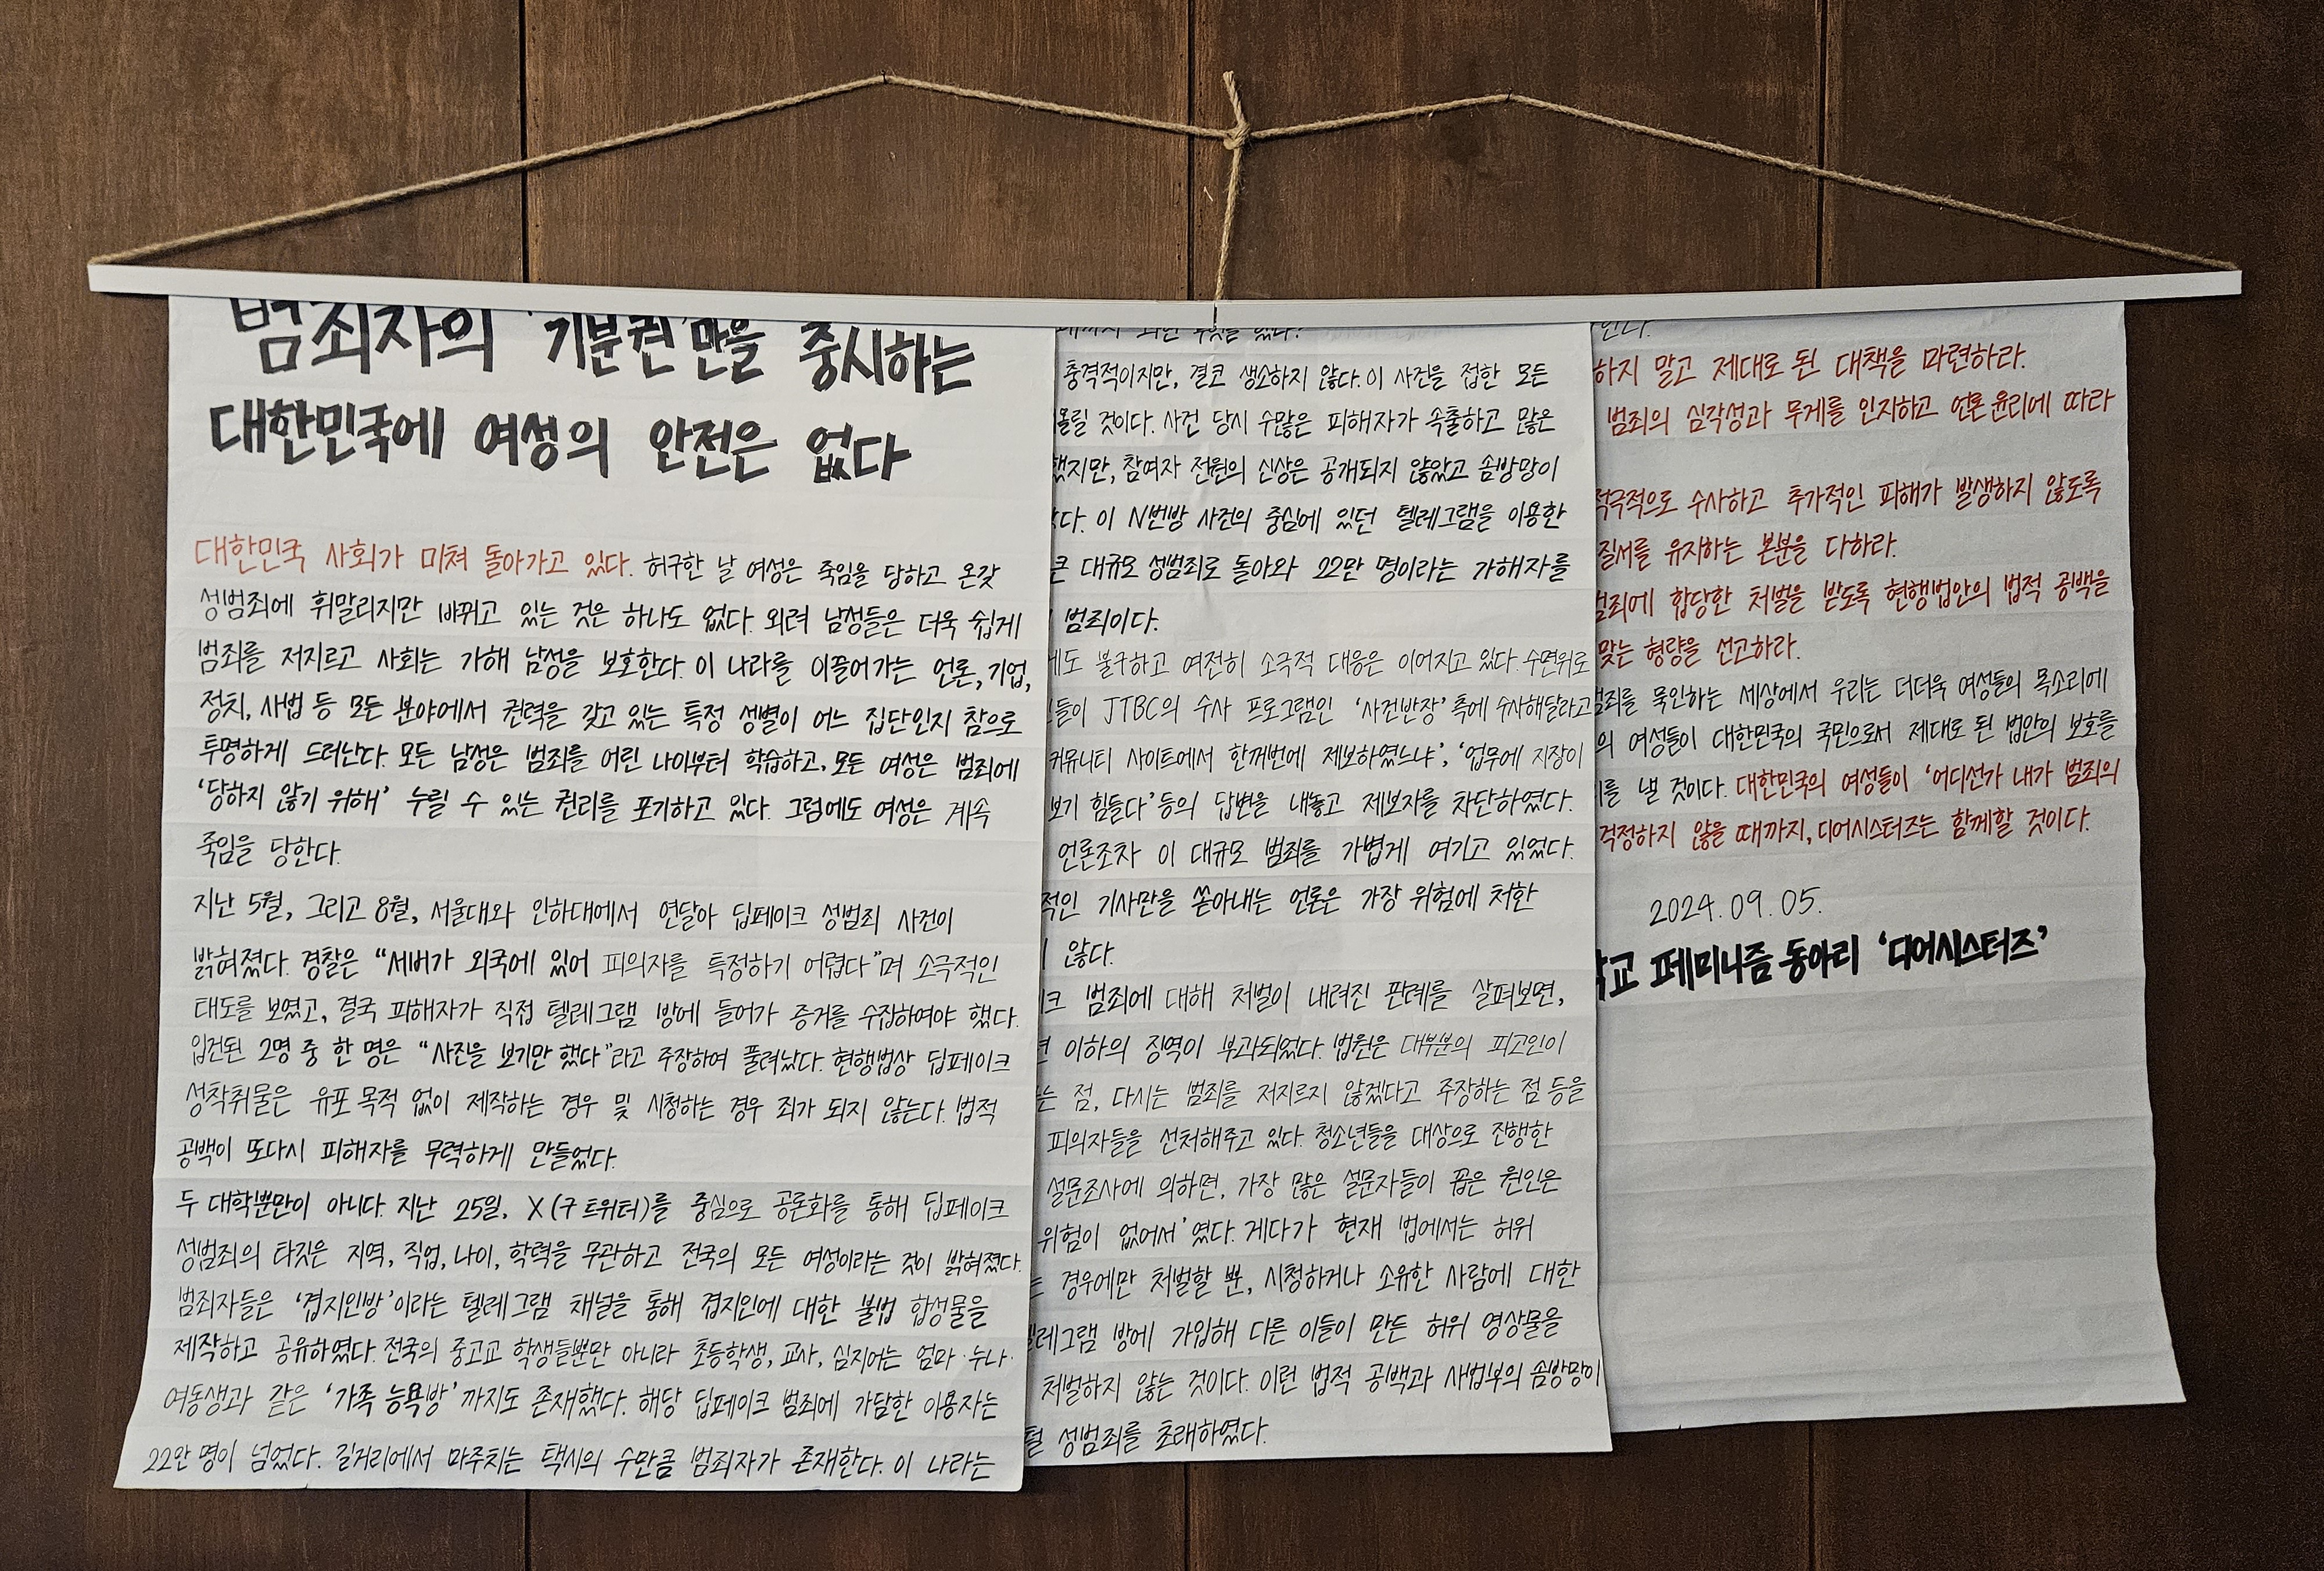 범죄자의 '기분권'만을 중시하는
대한민국에 여성의 안전은 없다
대한민국 사회가 미쳐 돌아가고 있다. 허구한 날 여성은 죽임을 당하고 온갖
성범죄에 휘말리지만 바뀌고 있는 것은 하나도 없다. 외려 남성들은 더욱 쉽게
범죄를 저지르고 사회는 가해 남성을 보호한다. 이 나라를 이끌어가는 언론, 기업,
정치, 사법 등 모든 분야에서 권력을 갖고 있는 특정 성별이 어느 집단인지 참으로
투명하게 드러난다. 모든 남성은 범죄를 어린 나이부터 학습하고, 모든 여성은 범죄에
'당하지 않기 위해' 누릴 수 있는 권리를 포기하고 있다. 그럼에도 여성은 계속
죽임을 당한다.
지난 5월, 그리고 8월, 서울대와 인하대에서 연달아 딥페이크 성범죄 사건이
밝혀졌다. 경찰은 "서버가 외국에 있어 피의자를 특정하기 어렵다"며 소극적인
태도를 보였고, 결국 피해자가 직접 텔레그램 방에 들어가 증거를 수집하여야 했다.
입건된 2명 중 한 명은 "사진을 보기만 했다"라고 주장하여 풀려났다. 현행법상 딥페이크
성착취물은 유포 목적 없이 제작하는 경우 및 시청하는 경우 죄가 되지 않는다. 법적
공백이 또다시 피해자를 무력하게 만들었다.
두 대학뿐만이 아니다. 지난 25일, X(구 트위터)를 중심으로 공론화를 통해 딥페이크
성범죄의 타깃은 지역, 직업, 나이, 학력을 무관하고 전국의 모든 여성이라는 것이 밝혀졌다.
범죄자들은 '겹지인방'이라는 텔레그램 채널을 통해 겹지인에 대한 불법 합성물을
제작하고 공유하였다. 전국의 중고교 학생들뿐만 아니라 초등학생, 교사, 심지어는 엄마·누나·
여동생과 같은 '가족 능욕방'까지도 존재했다. 해당 딥페이크 범죄에 가담한 이용자는
22만 명이 넘었다. 길거리에서 마주치는 택시의 수만큼 범죄자가 존재한다. 이 나라는
충격적이지만, 결코 생소하지 않다. 이 사건을 접한 모든
올릴 것이다. 사건 당시 수많은 피해자가 속출하고 많은
했지만, 참여자 전원의 신상은 공개되지 않았고 솜방망이
다. 이 N번방 사건의 중심에 있던 텔레그램을 이용한
큰 대규모 성범죄로 돌아와 22만 명이라는 가해자를
범죄이다.
에도 불구하고 여전히 소극적 대응은 이어지고 있다. 수면위로
들이 JTBC의 수사 프로그램인 '사건반장' 측에 수사해달라고
커뮤니티 사이트에서 한꺼번에 제보하였느냐', '업무에 지장이
보기 힘들다' 등의 답변을 내놓고 제보자를 차단하였다.
언론조차 이 대규모 범죄를 가볍게 여기고 있었다.
적인 기사만을 쏟아내는 언론은 가장 위험에 처한
않다.
크 범죄에 대해 처벌이 내려진 판례를 살펴보면,
이하의 징역이 부과되었다. 법원은 대부분의 피고인이
는 점, 다시는 범죄를 저지르지 않겠다고 주장하는 점 등을
피의자들을 선처해주고 있다. 청소년들을 대상으로 진행한
설문조사에 의하면, 가장 많은 설문자들이 꼽은 원인은
위험이 없어서'였다. 게다가 현재 법에서는 허위
경우에만 처벌할 뿐, 시청하거나 소유한 사람에 대한
텔레그램 방에 가입해 다른 이들이 만든 허위 영상물을
처벌하지 않는 것이다. 이런 법적 공백과 사법부의 솜방망이
성범죄를 초래하였다.
하지 말고 제대로 된 대책을 마련하라.
범죄의 심각성과 무게를 인지하고 언론 윤리에 따라
적극적으로 수사하고 추가적인 피해가 발생하지 않도록
질서를 유지하는 본분을 다하라.
범죄에 합당한 처벌을 받도록 현행법안의 법적 공백을
맞는 형량을 선고하라.
범죄를 묵인하는 세상에서 우리는 더더욱 여성들의 목소리에
의 여성들이 대한민국의 국민으로서 제대로 된 법안의 보호를
를 낼 것이다. 대한민국의 여성들이 '어디선가 내가 범죄의
걱정하지 않을 때까지, 디어시스터즈는 함께할 것이다.
2024. 09. 05.
학교 페미니즘 동아리 '디어시스터즈'